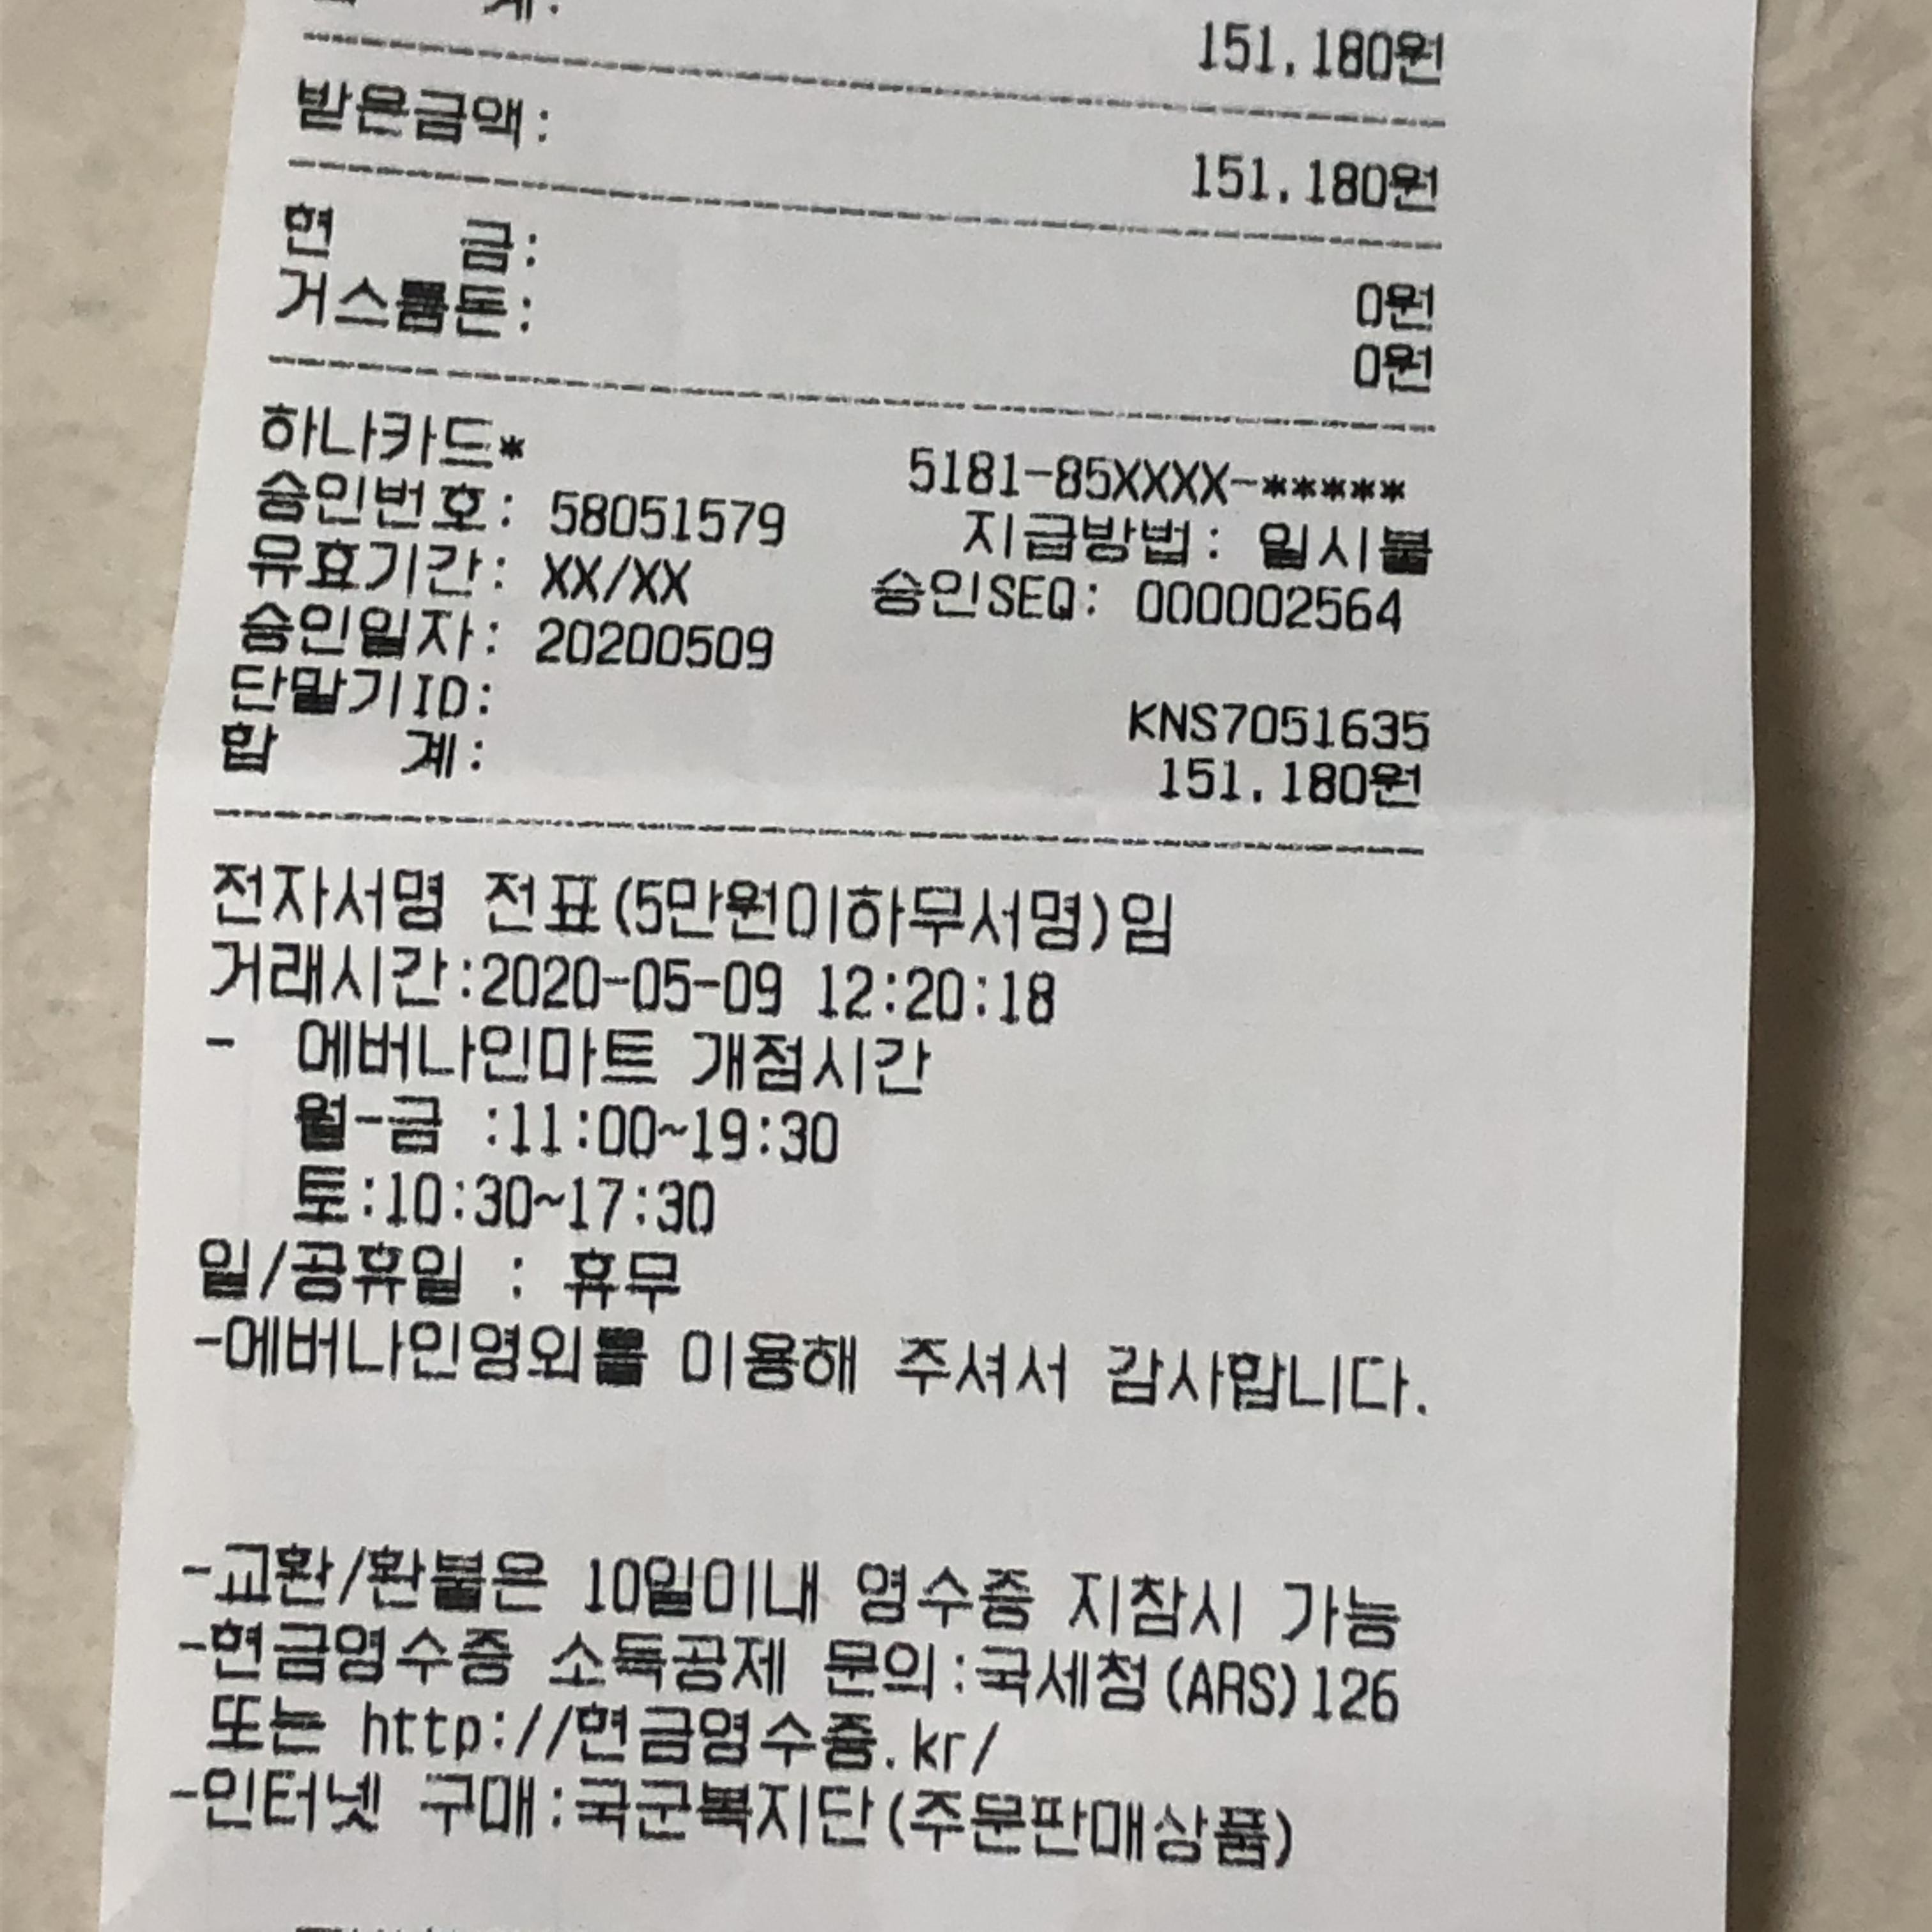 계: 151,180원
받은금액: 151,180원
현 금: 0원
거스름돈: 0원
하나카드* 5181-85XXXX-*****
승인번호: 58051579 지급방법: 일시불
유효기간: XX/XX 승인SEQ: 000002564
승인일자: 20200509
단말기ID: KNS7051635
합 계: 151,180원
전자서명 전표(5만원이하무서명)임
거래시간:2020-05-09 12:20:18
- 에버나인마트 개점시간
월-금 :11:00~19:30
토:10:30~17:30
일/공휴일 : 휴무
-에버나인영외를 이용해 주셔서 감사합니다.
-교환/환불은 10일이내 영수증 지참시 가능
-현금영수증 소득공제 문의:국세청(ARS)126
또는 http://현금영수증.kr/
-인터넷 구매:국군복지단(주문판매상품)